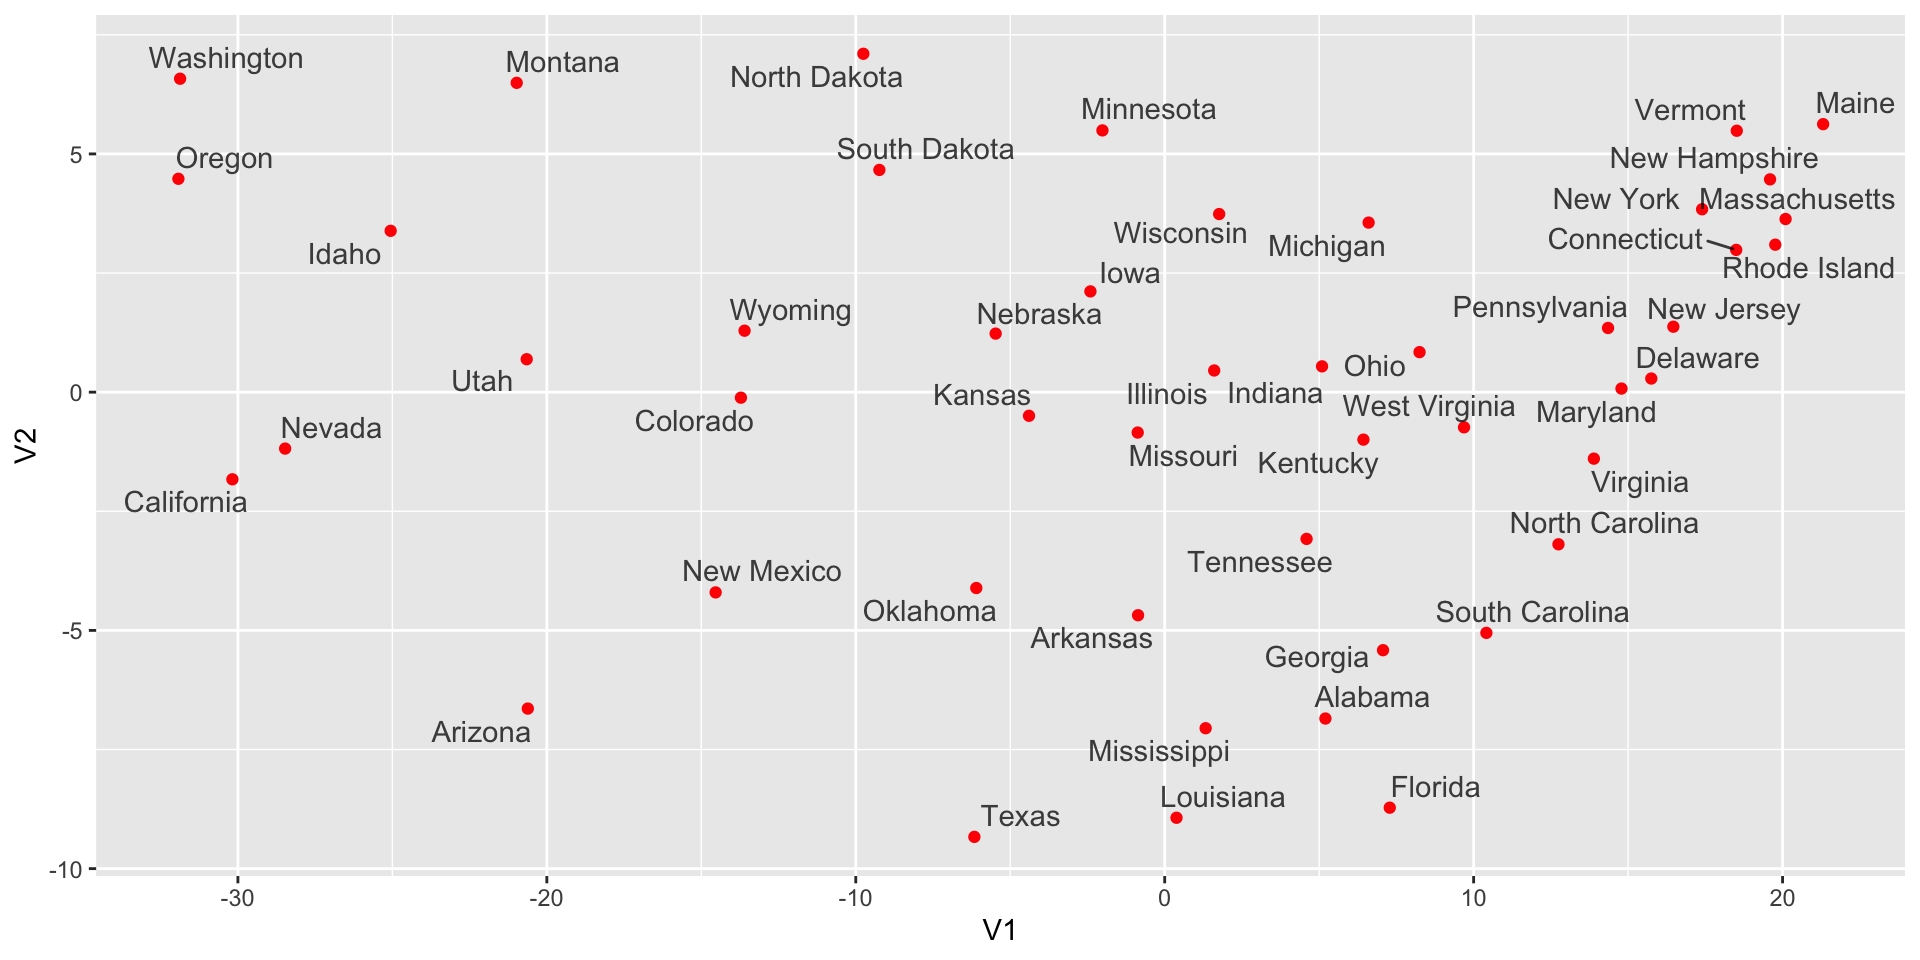 Washington
Montana
North Dakota
Minnesota
Vermont
Maine
Oregon
South Dakota
New Hampshire
New York
Massachusetts
Idaho
Wisconsin
Michigan
Connecticut
Iowa
Rhode Island
Wyoming
Nebraska
Pennsylvania
New Jersey
Utah
Ohio
Delaware
Kansas
Illinois
Indiana
Colorado
West Virginia
Maryland
Nevada
Missouri
Kentucky
Virginia
California
North Carolina
New Mexico
Tennessee
Oklahoma
South Carolina
Arkansas
Georgia
Alabama
Arizona
Mississippi
Florida
Louisiana
Texas
5
0
-5
-10
V2
-30
-20
-10
0
10
20
V1